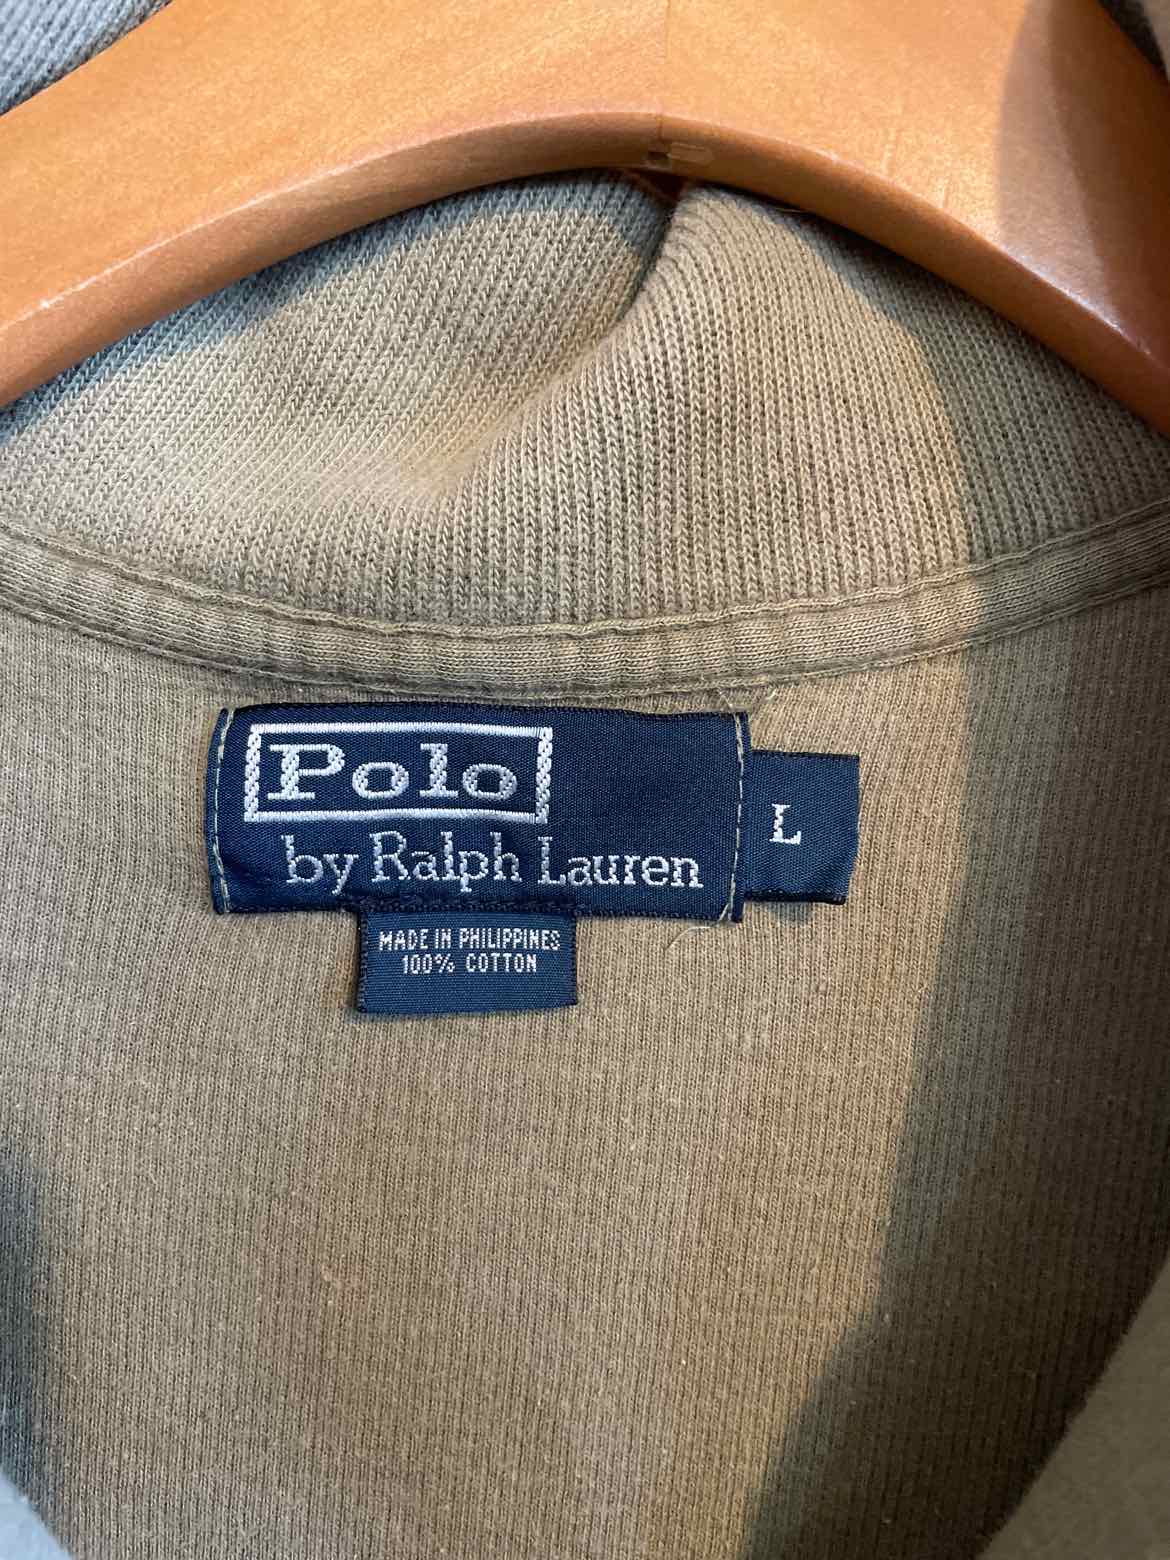 Polo
by Ralph Lauren
L
MADE IN PHILIPPINES
100% COTTON